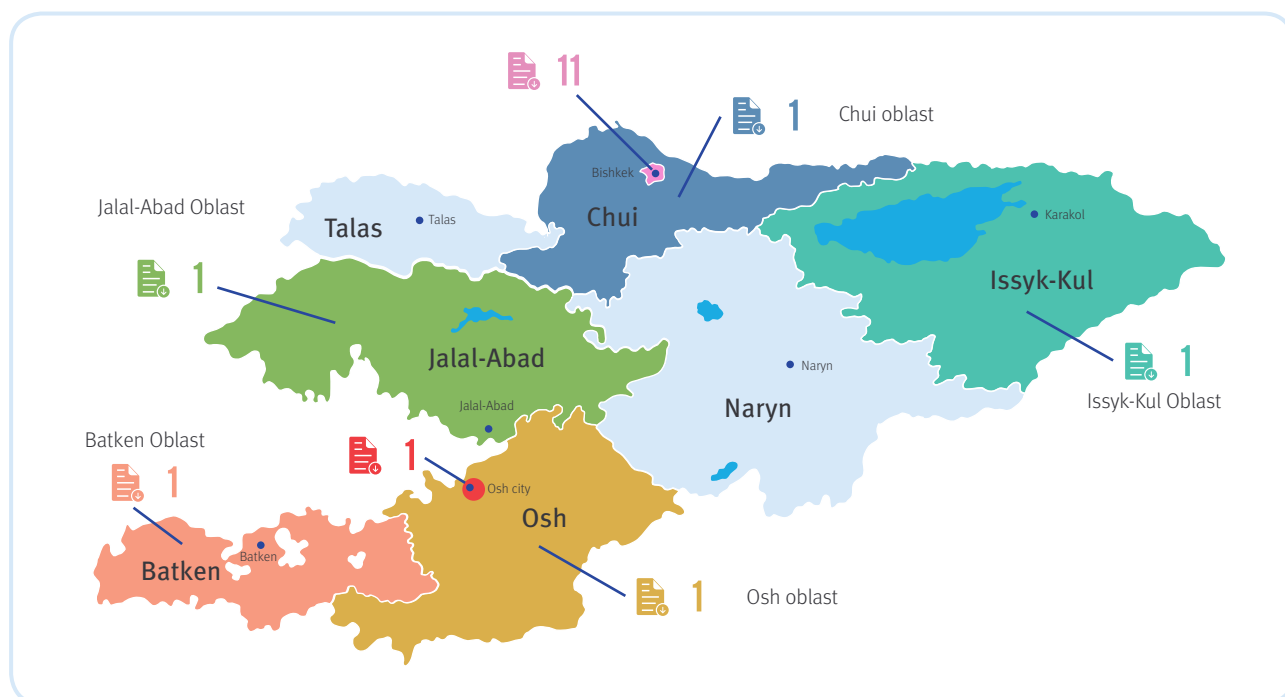 11
1 Chui oblast
Bishkek
Jalal-Abad Oblast
Talas
Talas
Chui
Karakol
1
Issyk-Kul
Jalal-Abad
Naryn
1
Issyk-Kul Oblast
Naryn
Jalal-Abad
Batken Oblast
1
1
Osh city
Osh
Batken
Batken
1 Osh oblast